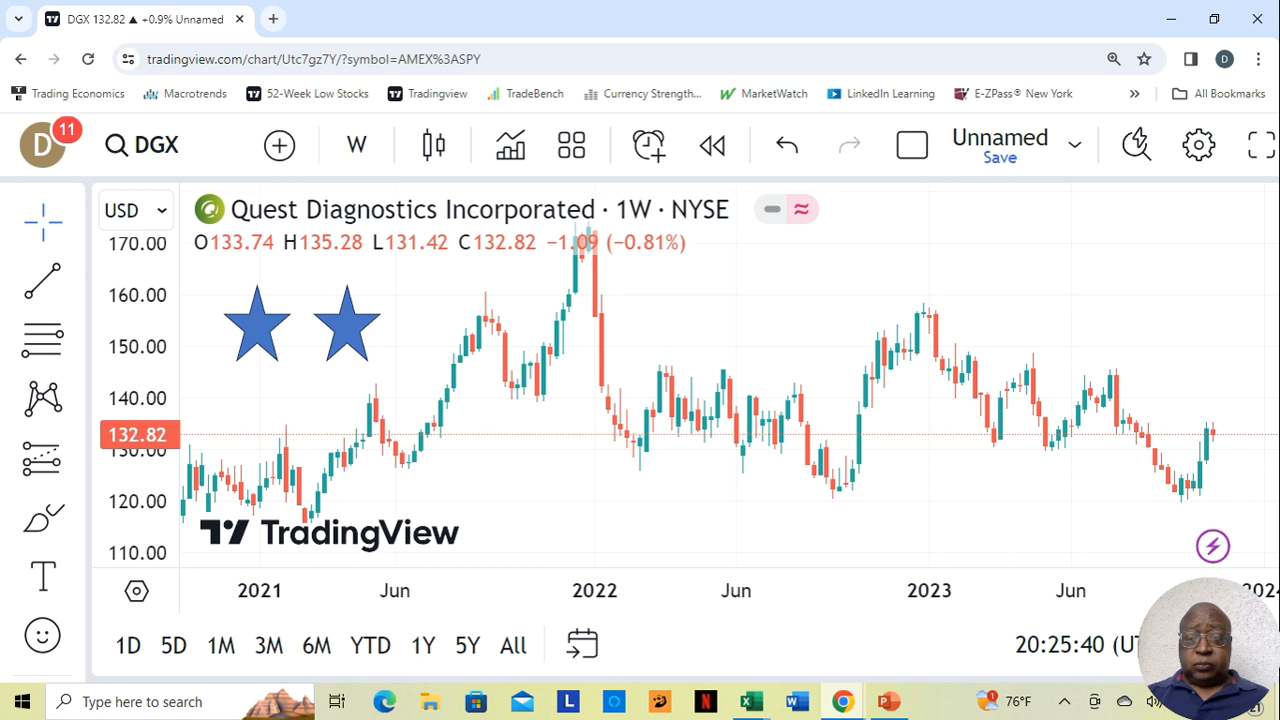 DGX 132.82 ▲ +0.9% Unnamed
tradingview.com/chart/Utc7gz7Y/?symbol=AMEX%3ASPY
D
Trading Economics Macrotrends 52-Week Low Stocks Tradingview TradeBench Currency Strength... MarketWatch LinkedIn Learning E-ZPass® New York » All Bookmarks
D 11 DGX W Unnamed
Save
USD Quest Diagnostics Incorporated · 1W · NYSE
O133.74 H135.28 L131.42 C132.82 −1.09 (−0.81%)
170.00
160.00
150.00
140.00
132.82
130.00
120.00
TradingView
110.00
2021 Jun 2022 Jun 2023 Jun
1D 5D 1M 3M 6M YTD 1Y 5Y All 20:25:40
Type here to search 76°F